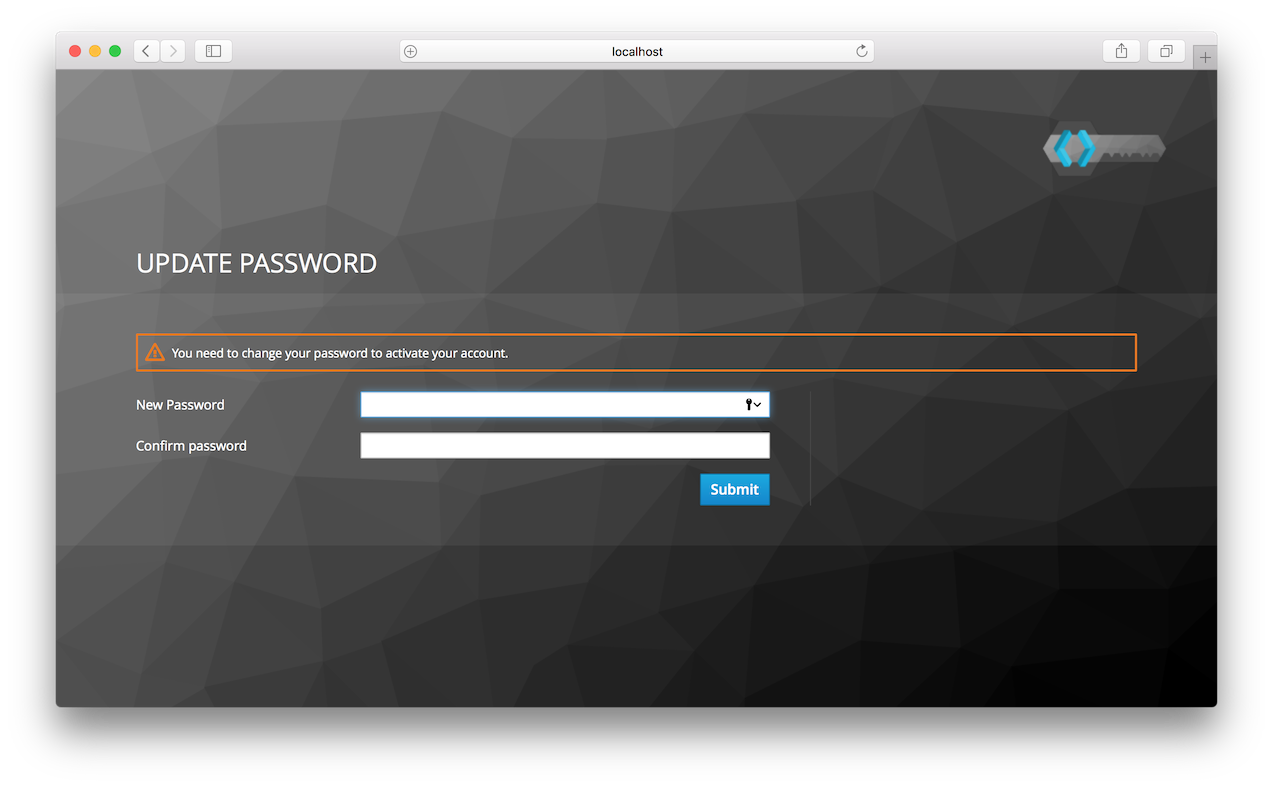 localhost
UPDATE PASSWORD
You need to change your password to activate your account.
New Password
Confirm password
Submit